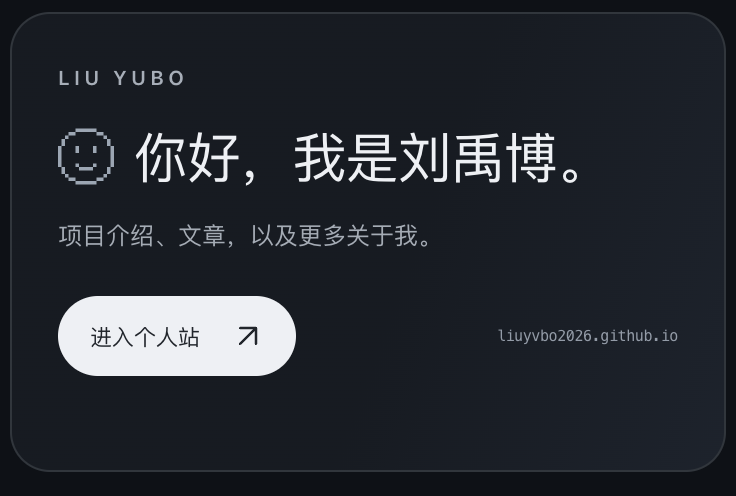 LIU YUBO
你好，我是刘禹博。
项目介绍、文章，以及更多关于我。
进入个人站
liuyvbo2026.github.io